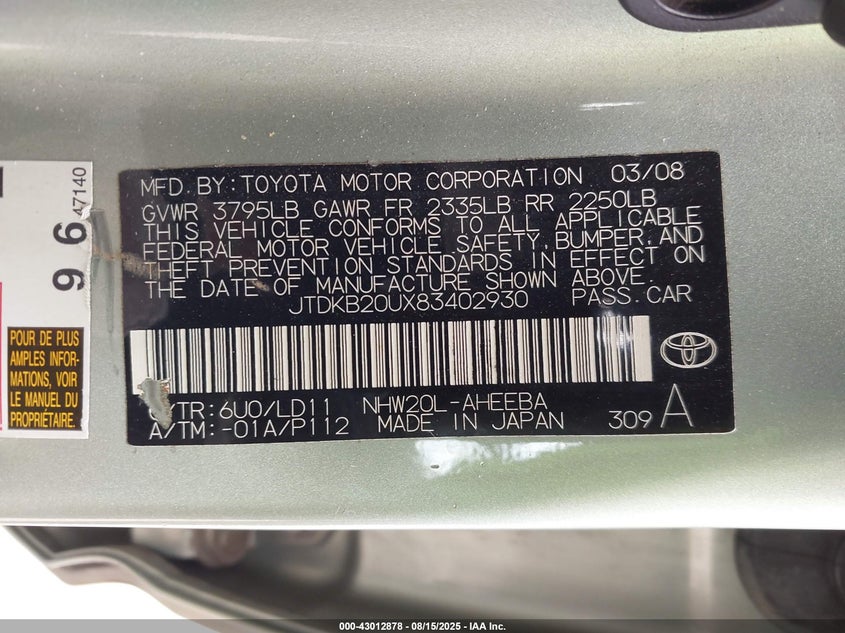 MFD. BY: TOYOTA MOTOR CORPORATION 03/08
GVWR 3795LB GAWR FR 2335LB RR 2250LB
THIS VEHICLE CONFORMS TO ALL APPLICABLE
FEDERAL MOTOR VEHICLE SAFETY, BUMPER, AND
THEFT PREVENTION STANDARDS IN EFFECT ON
THE DATE OF MANUFACTURE SHOWN ABOVE.
JTDKB20UX83402930 PASS. CAR
C/TR: 6U0/LD11 NHW20L-AHEEBA
A/TM: -01A/P112 MADE IN JAPAN 309 A
96
47140
POUR DE PLUS
AMPLES INFOR-
MATIONS, VOIR
LE MANUEL DU
PROPRIÉTAIRE.
000-43012878 - 08/15/2025 - IAA Inc.